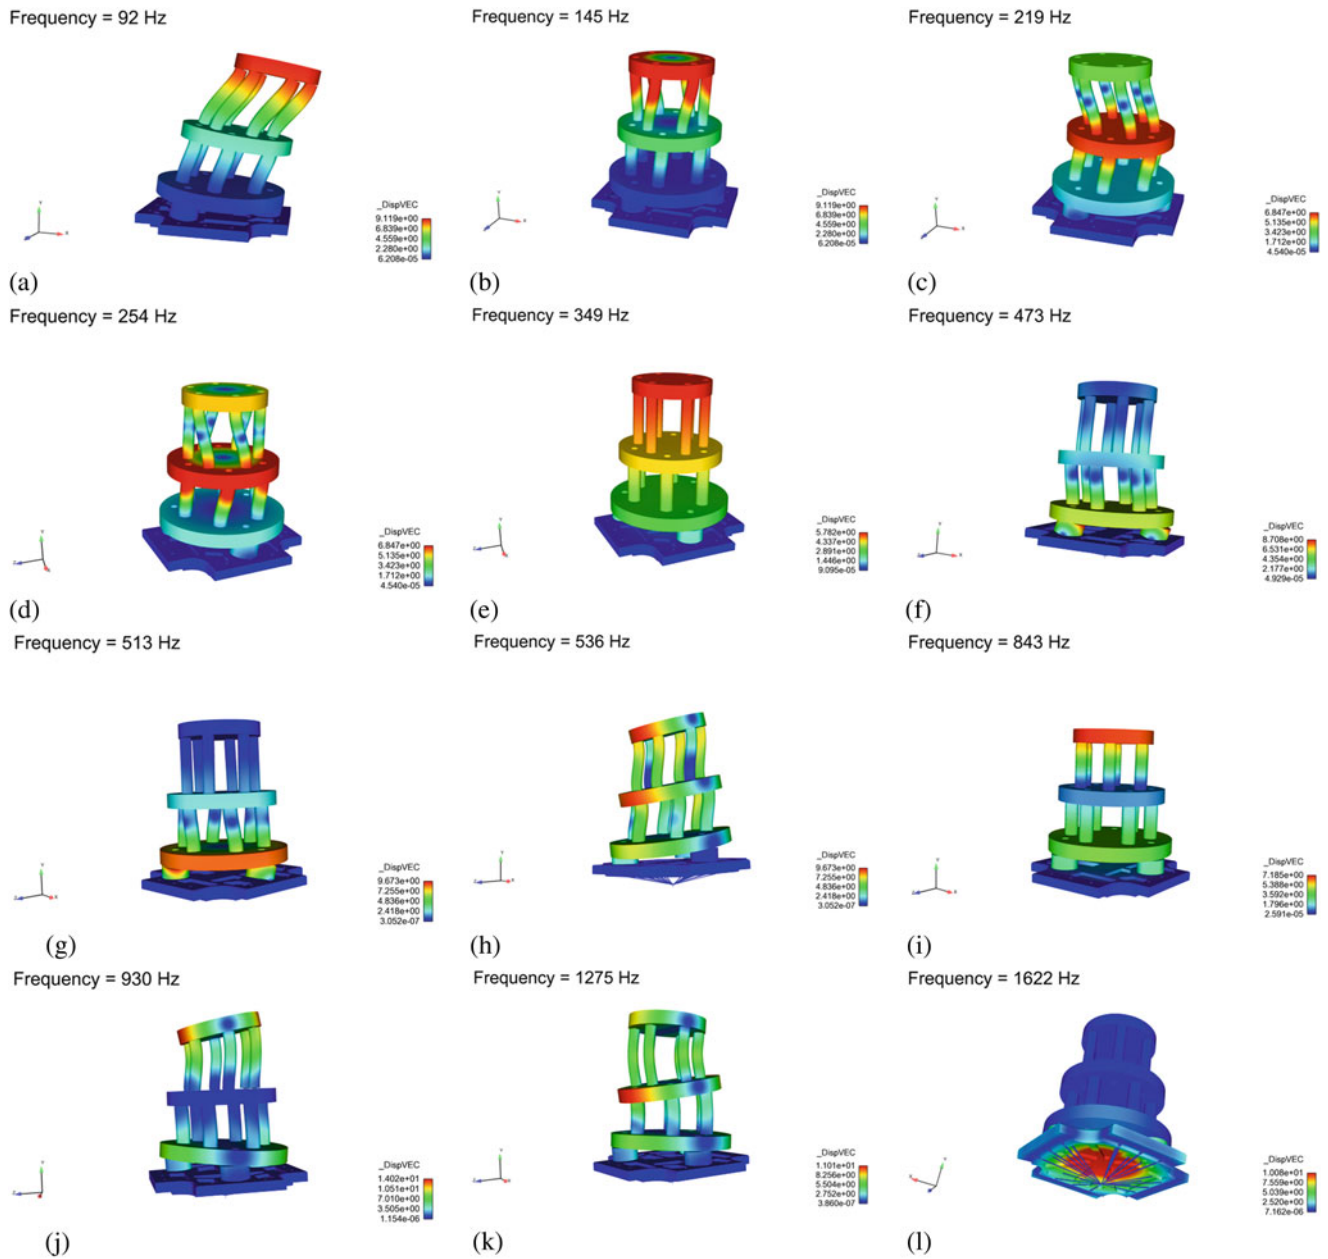 Frequency = 92 Hz
Frequency = 145 Hz
Frequency = 219 Hz
_DispVEC
9.119e+00
6.839e+00
4.559e+00
2.280e+00
6.208e-05
_DispVEC
9.119e+00
6.839e+00
4.559e+00
2.280e+00
6.208e-05
_DispVEC
6.847e+00
5.135e+00
3.423e+00
1.712e+00
4.540e-05
(a)
(b)
(c)
Frequency = 254 Hz
Frequency = 349 Hz
Frequency = 473 Hz
_DispVEC
6.847e+00
5.135e+00
3.423e+00
1.712e+00
4.540e-05
_DispVEC
5.782e+00
4.337e+00
2.891e+00
1.446e+00
9.095e-05
_DispVEC
8.708e+00
6.531e+00
4.354e+00
2.177e+00
4.929e-05
(d)
(e)
(f)
Frequency = 513 Hz
Frequency = 536 Hz
Frequency = 843 Hz
_DispVEC
9.673e+00
7.255e+00
4.836e+00
2.418e+00
3.052e-07
_DispVEC
9.673e+00
7.255e+00
4.836e+00
2.418e+00
3.052e-07
_DispVEC
7.185e+00
5.388e+00
3.592e+00
1.796e+00
2.591e-05
(g)
(h)
(i)
Frequency = 930 Hz
Frequency = 1275 Hz
Frequency = 1622 Hz
_DispVEC
1.402e+01
1.051e+01
7.010e+00
3.505e+00
1.154e-06
_DispVEC
1.101e+01
8.256e+00
5.504e+00
2.752e+00
3.860e-07
_DispVEC
1.008e+01
7.559e+00
5.039e+00
2.520e+00
7.162e-06
(j)
(k)
(l)